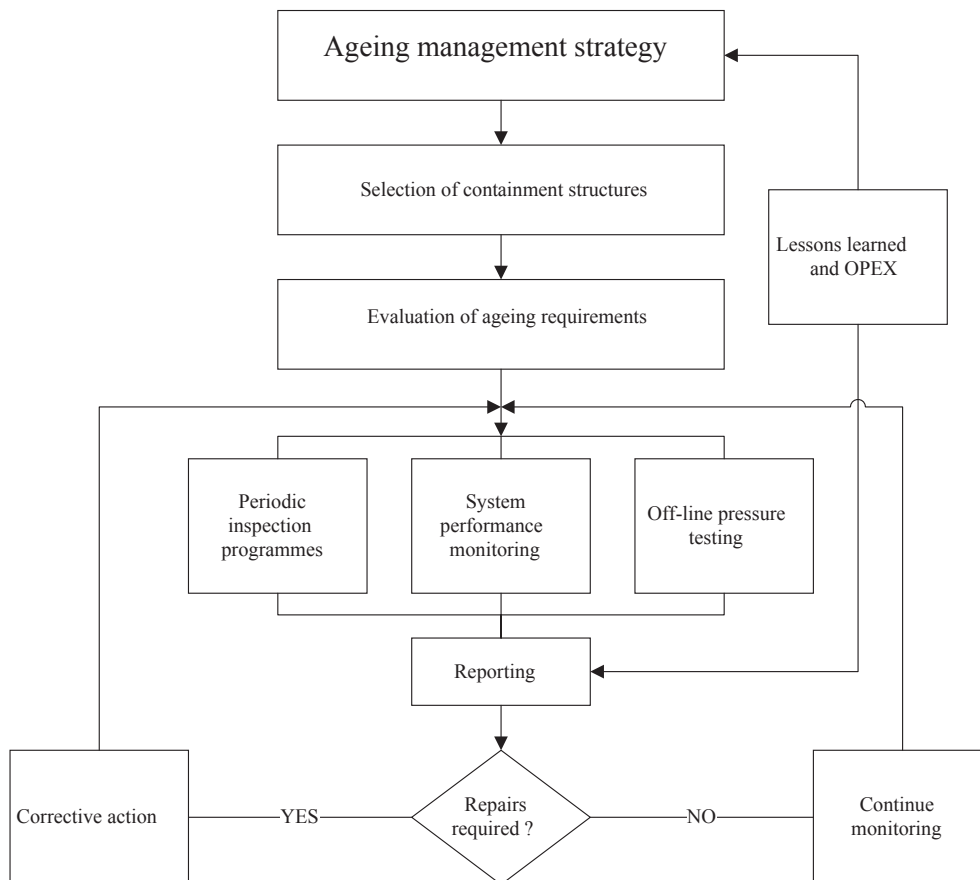 Ageing management strategy
Selection of containment structures
Lessons learned
and OPEX
Evaluation of ageing requirements
Periodic
inspection
programmes
System
performance
monitoring
Off-line pressure
testing
Reporting
Corrective action
YES
Repairs
required ?
NO
Continue
monitoring